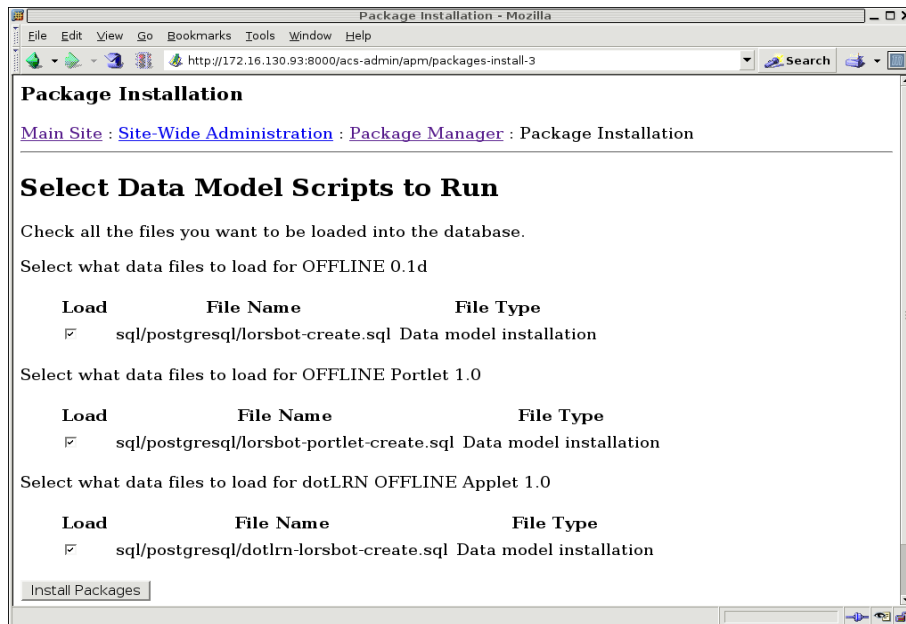 Package Installation - Mozilla
File Edit View Go Bookmarks Tools Window Help
http://172.16.130.93:8000/acs-admin/apm/packages-install-3 Search
Package Installation
Main Site : Site-Wide Administration : Package Manager : Package Installation
Select Data Model Scripts to Run
Check all the files you want to be loaded into the database.
Select what data files to load for OFFLINE 0.1d
Load File Name File Type
sql/postgresql/lorsbot-create.sql Data model installation
Select what data files to load for OFFLINE Portlet 1.0
Load File Name File Type
sql/postgresql/lorsbot-portlet-create.sql Data model installation
Select what data files to load for dotLRN OFFLINE Applet 1.0
Load File Name File Type
sql/postgresql/dotlrn-lorsbot-create.sql Data model installation
Install Packages